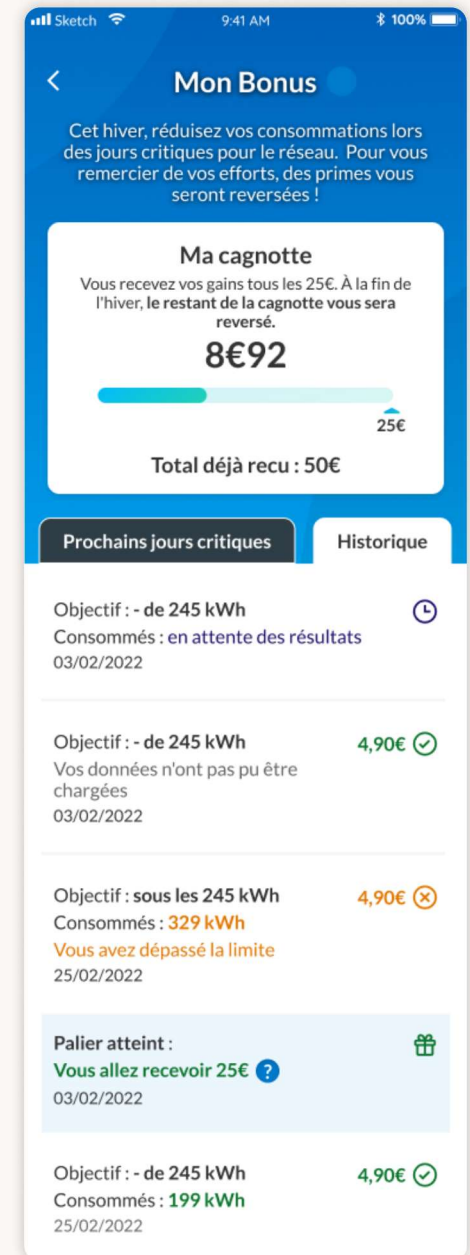 Sketch 9:41 AM 100%
Mon Bonus
Cet hiver, réduisez vos consommations lors
des jours critiques pour le réseau. Pour vous
remercier de vos efforts, des primes vous
seront reversées !
Ma cagnotte
Vous recevez vos gains tous les 25€. À la fin de
l'hiver, le restant de la cagnotte vous sera
reversé.
8€92
25€
Total déjà recu : 50€
Prochains jours critiques Historique
Objectif : - de 245 kWh
Consommés : en attente des résultats
03/02/2022
Objectif : - de 245 kWh 4,90€
Vos données n'ont pas pu être
chargées
03/02/2022
Objectif : sous les 245 kWh 4,90€
Consommés : 329 kWh
Vous avez dépassé la limite
25/02/2022
Palier atteint :
Vous allez recevoir 25€ ?
03/02/2022
Objectif : - de 245 kWh 4,90€
Consommés : 199 kWh
25/02/2022